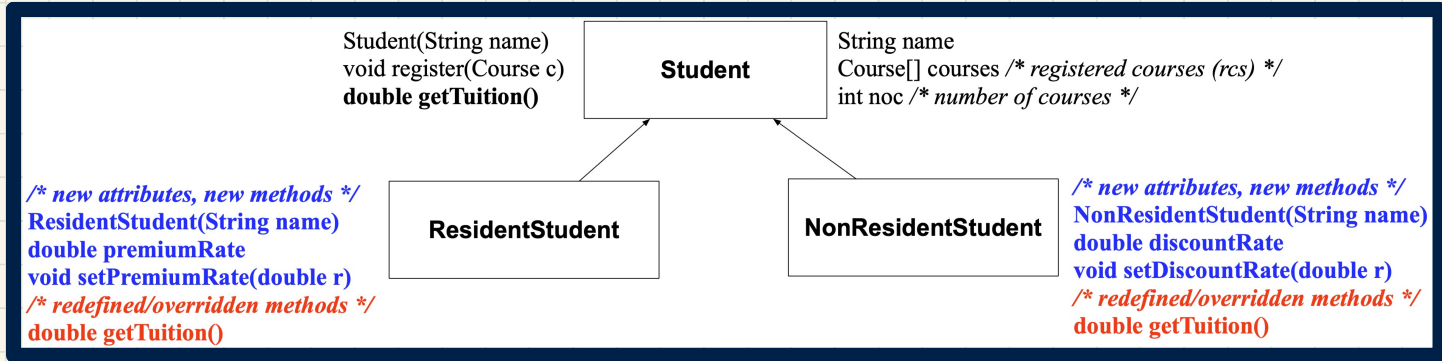 Student(String name)
void register(Course c)
double getTuition()
Student
String name
Course[] courses /* registered courses (rcs) */
int noc /* number of courses */
/* new attributes, new methods */
ResidentStudent(String name)
double premiumRate
void setPremiumRate(double r)
/* redefined/overridden methods */
double getTuition()
ResidentStudent
NonResidentStudent
/* new attributes, new methods */
NonResidentStudent(String name)
double discountRate
void setDiscountRate(double r)
/* redefined/overridden methods */
double getTuition()